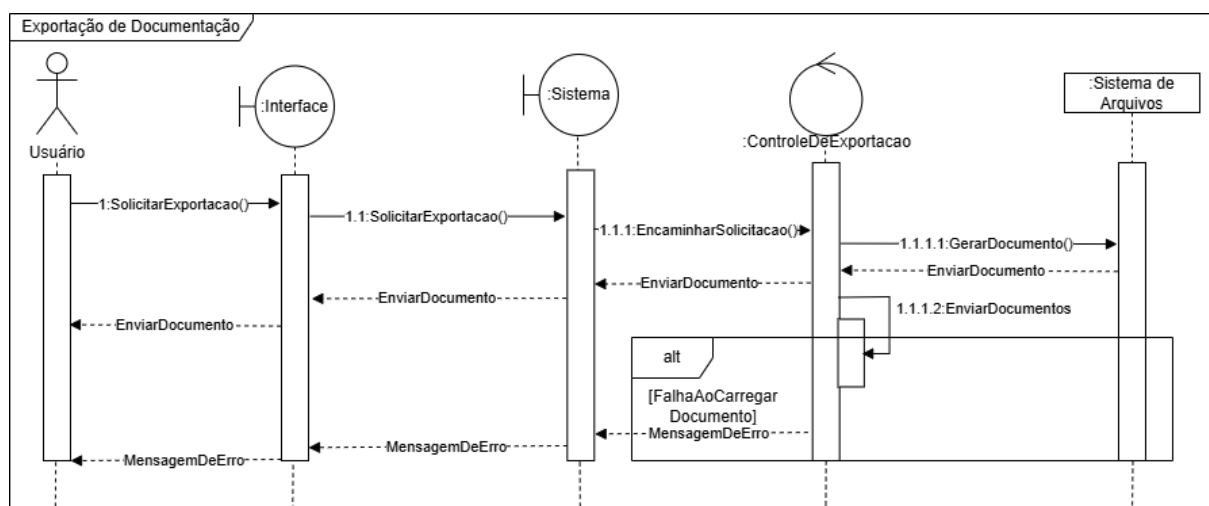 Exportação de Documentação
:Interface
:Sistema
:ControleDeExportacao
:Sistema de
Arquivos
Usuário
1:SolicitarExportacao()
1.1:SolicitarExportacao()
1.1.1:EncaminharSolicitacao()
1.1.1.1:GerarDocumento()
EnviarDocumento
EnviarDocumento
EnviarDocumento
EnviarDocumento
1.1.1.2:EnviarDocumentos
alt
[FalhaAoCarregar
Documento]
MensagemDeErro
MensagemDeErro
MensagemDeErro